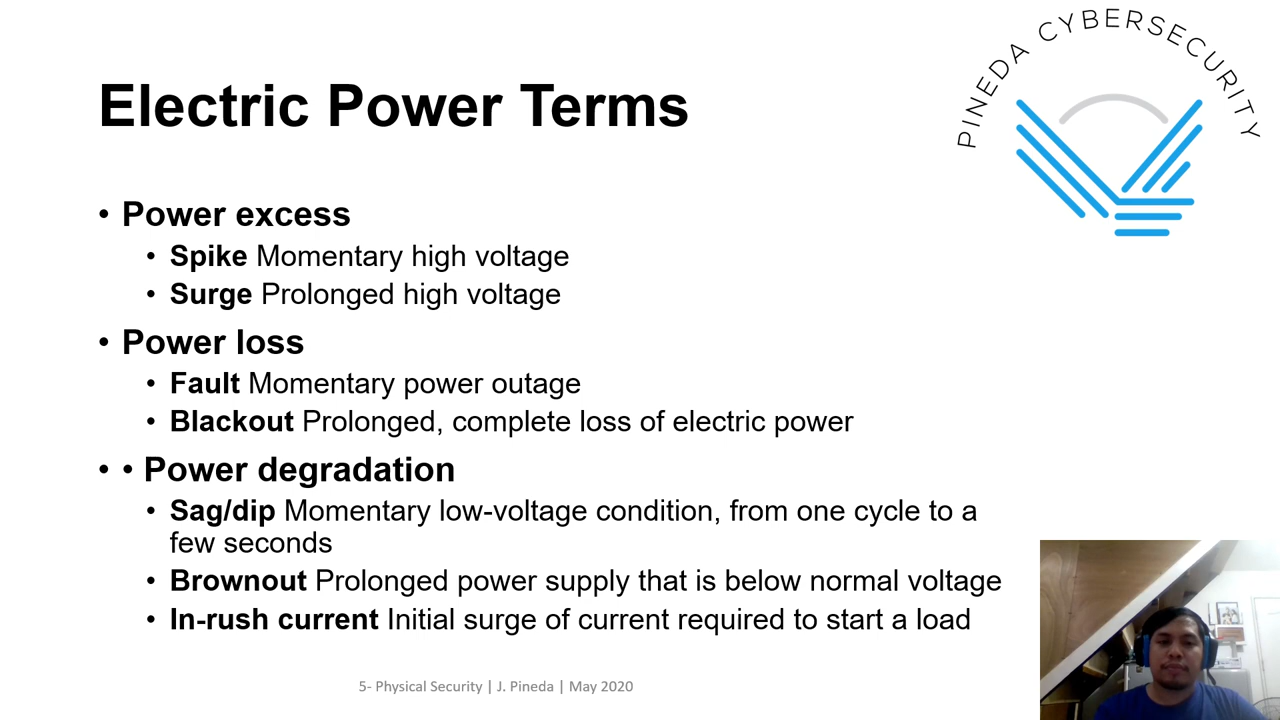 PINEDA CYBERSECURITY
Electric Power Terms
• Power excess
• Spike Momentary high voltage
• Surge Prolonged high voltage
• Power loss
• Fault Momentary power outage
• Blackout Prolonged, complete loss of electric power
• • Power degradation
• Sag/dip Momentary low-voltage condition, from one cycle to a
few seconds
• Brownout Prolonged power supply that is below normal voltage
• In-rush current Initial surge of current required to start a load
5- Physical Security | J. Pineda | May 2020